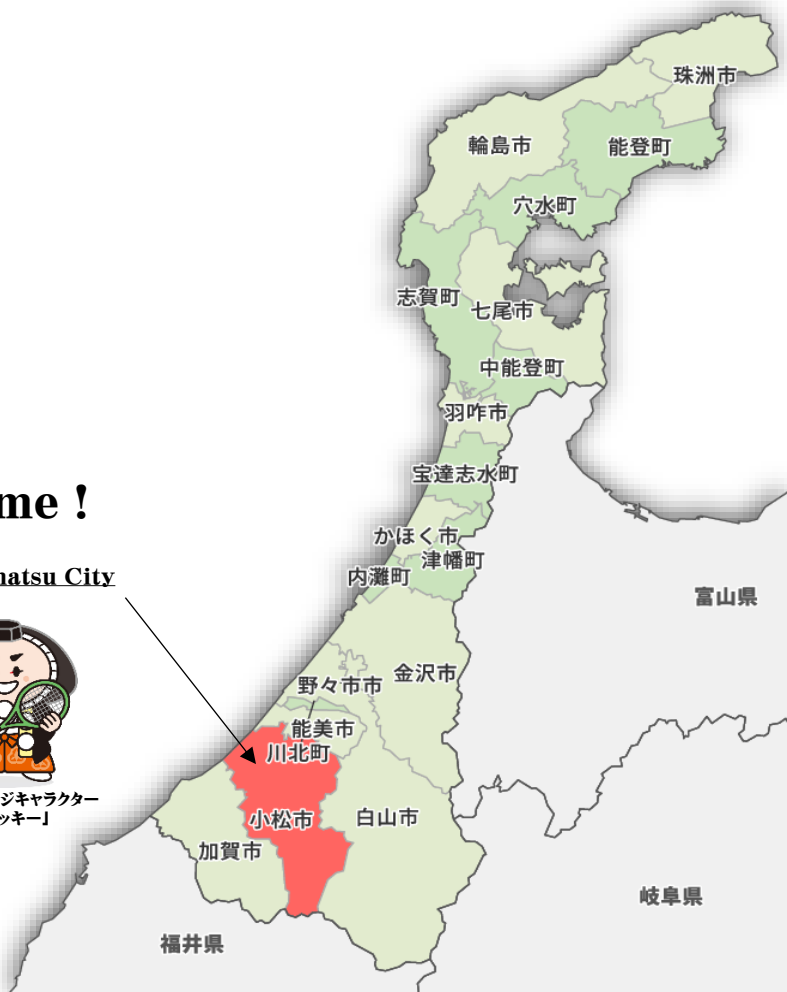 珠洲市
輪島市
能登町
穴水町
志賀町
七尾市
中能登町
羽咋市
宝達志水町
me !
かほく市
津幡町
内灘町
natsu City
富山県
金沢市
野々市市
能美市
川北町
ジキャラクター
ッキー」
小松市
白山市
加賀市
岐阜県
福井県